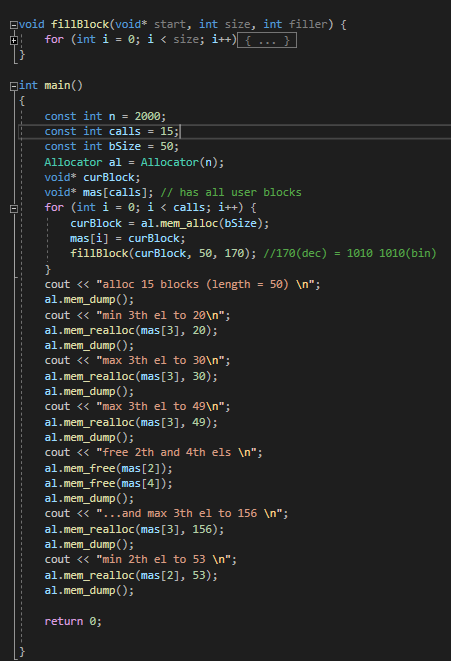 void fillBlock(void* start, int size, int filler) {
    for (int i = 0; i < size; i++){ ... }
}

int main()
{
    const int n = 2000;
    const int calls = 15;
    const int bSize = 50;
    Allocator al = Allocator(n);
    void* curBlock;
    void* mas[calls]; // has all user blocks
    for (int i = 0; i < calls; i++) {
        curBlock = al.mem_alloc(bSize);
        mas[i] = curBlock;
        fillBlock(curBlock, 50, 170); //170(dec) = 1010 1010(bin)
    }
    cout << "alloc 15 blocks (length = 50) \n";
    al.mem_dump();
    cout << "min 3th el to 20\n";
    al.mem_realloc(mas[3], 20);
    al.mem_dump();
    cout << "max 3th el to 30\n";
    al.mem_realloc(mas[3], 30);
    al.mem_dump();
    cout << "max 3th el to 49\n";
    al.mem_realloc(mas[3], 49);
    al.mem_dump();
    cout << "free 2th and 4th els \n";
    al.mem_free(mas[2]);
    al.mem_free(mas[4]);
    al.mem_dump();
    cout << "...and max 3th el to 156 \n";
    al.mem_realloc(mas[3], 156);
    al.mem_dump();
    cout << "min 2th el to 53 \n";
    al.mem_realloc(mas[2], 53);
    al.mem_dump();

    return 0;

}